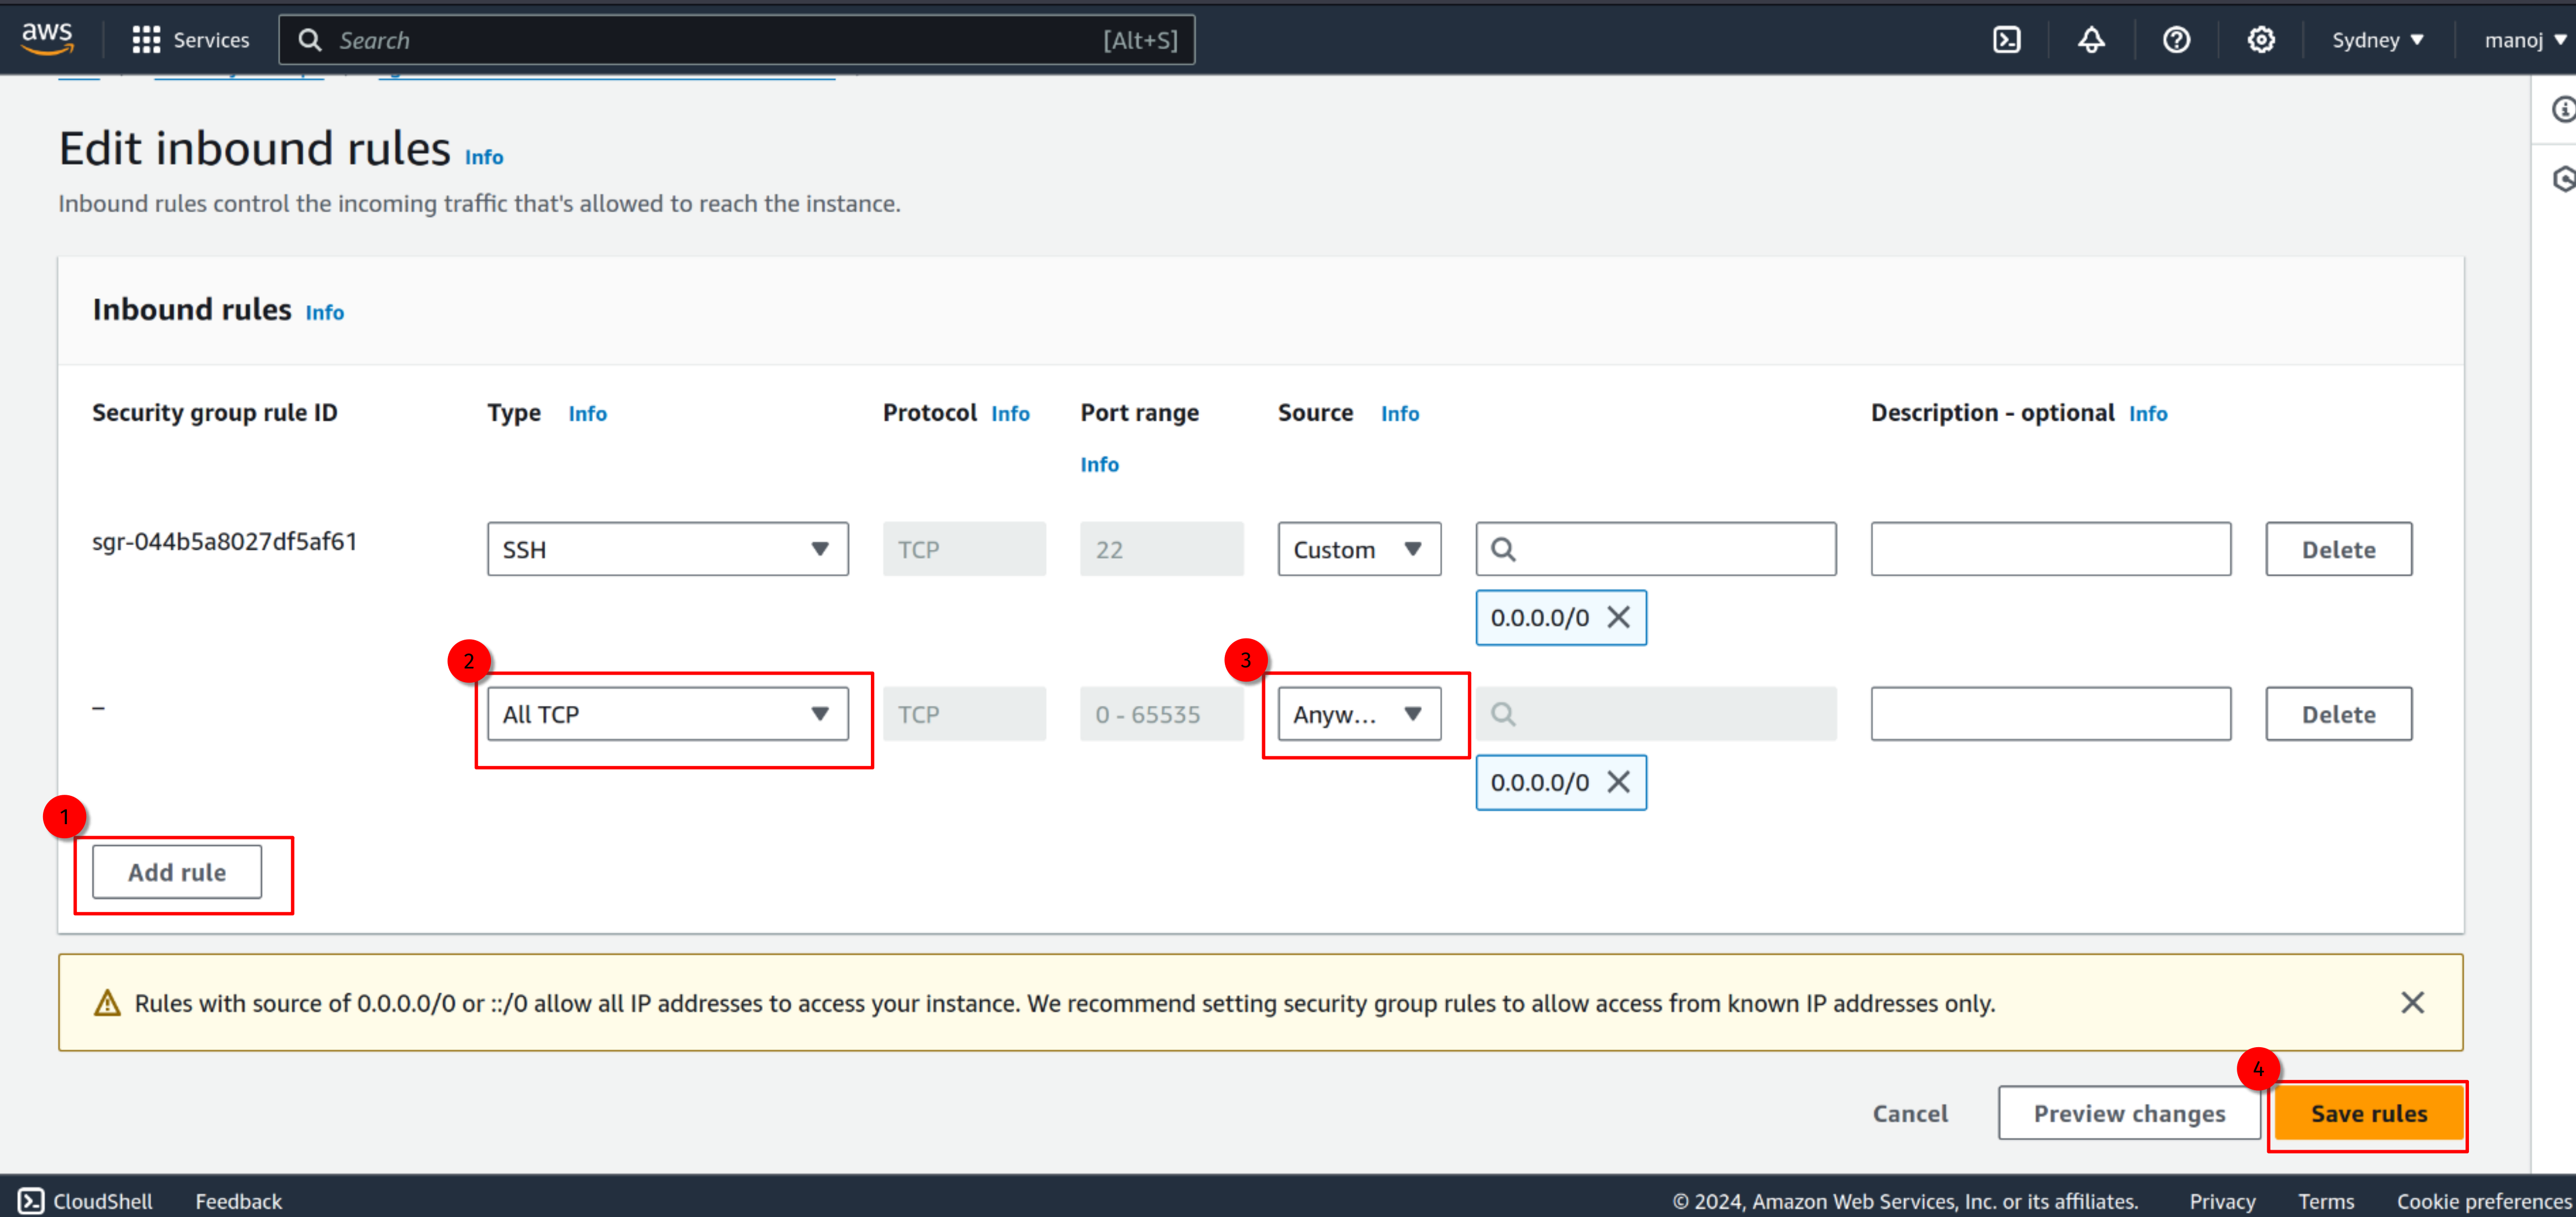 aws Services Search [Alt+S] Sydney manoj
Edit inbound rules Info
Inbound rules control the incoming traffic that's allowed to reach the instance.
Inbound rules Info
Security group rule ID Type Info Protocol Info Port range Info Source Info Description - optional Info
sgr-044b5a8027df5af61 SSH TCP 22 Custom Delete
0.0.0.0/0
2 3
– All TCP TCP 0 - 65535 Anyw... Delete
0.0.0.0/0
1
Add rule
Rules with source of 0.0.0.0/0 or ::/0 allow all IP addresses to access your instance. We recommend setting security group rules to allow access from known IP addresses only.
4
Cancel Preview changes Save rules
CloudShell Feedback © 2024, Amazon Web Services, Inc. or its affiliates. Privacy Terms Cookie preferences